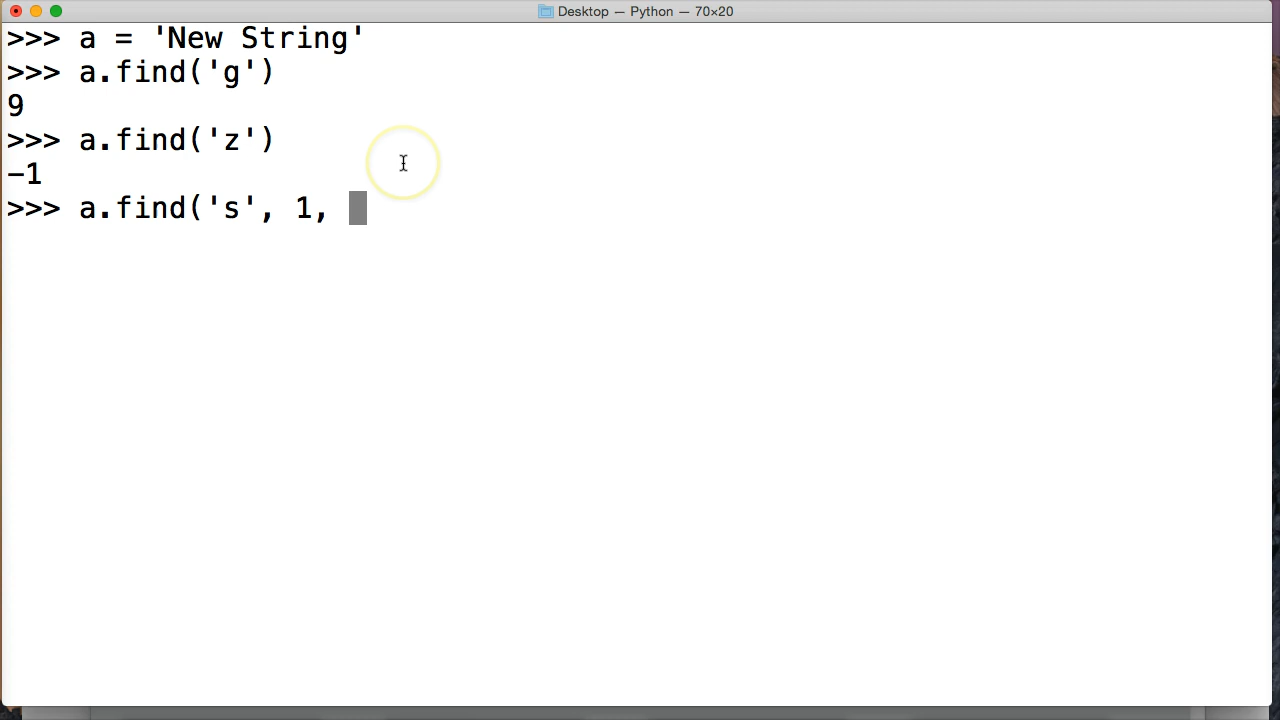 Desktop — Python — 70×20
>>> a = 'New String'
>>> a.find('g')
9
>>> a.find('z')
-1
>>> a.find('s', 1,